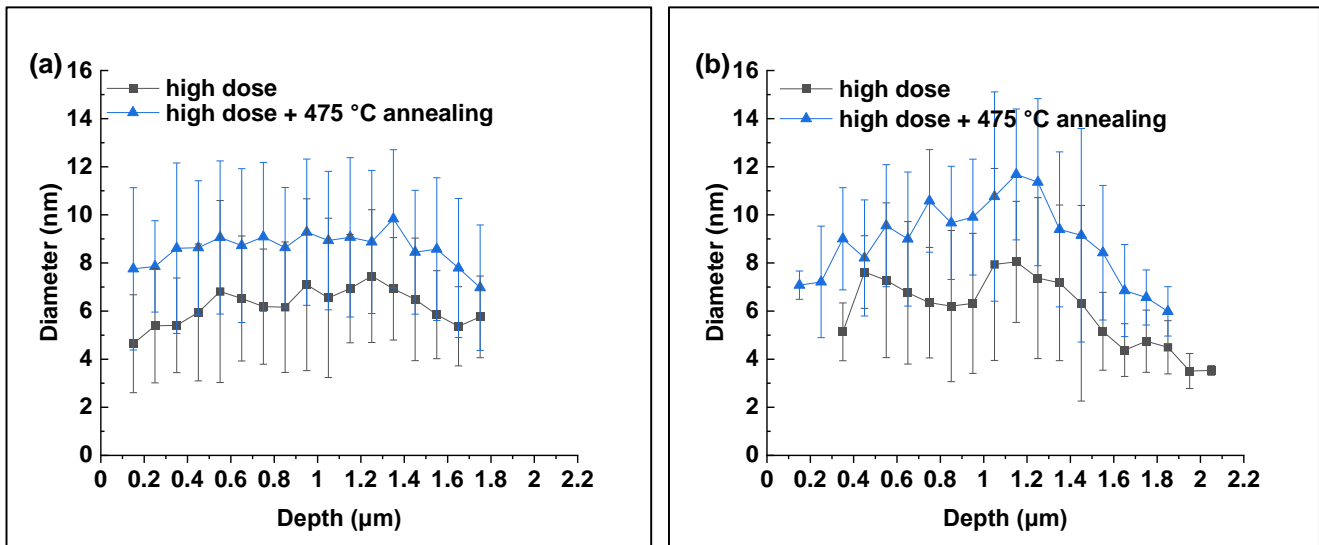 (a)
high dose
high dose + 475 °C annealing
Diameter (nm)
16
14
12
10
8
6
4
2
0
0 0.2 0.4 0.6 0.8 1 1.2 1.4 1.6 1.8 2 2.2
Depth (µm)
(b)
high dose
high dose + 475 °C annealing
Diameter (nm)
16
14
12
10
8
6
4
2
0
0 0.2 0.4 0.6 0.8 1 1.2 1.4 1.6 1.8 2 2.2
Depth (µm)